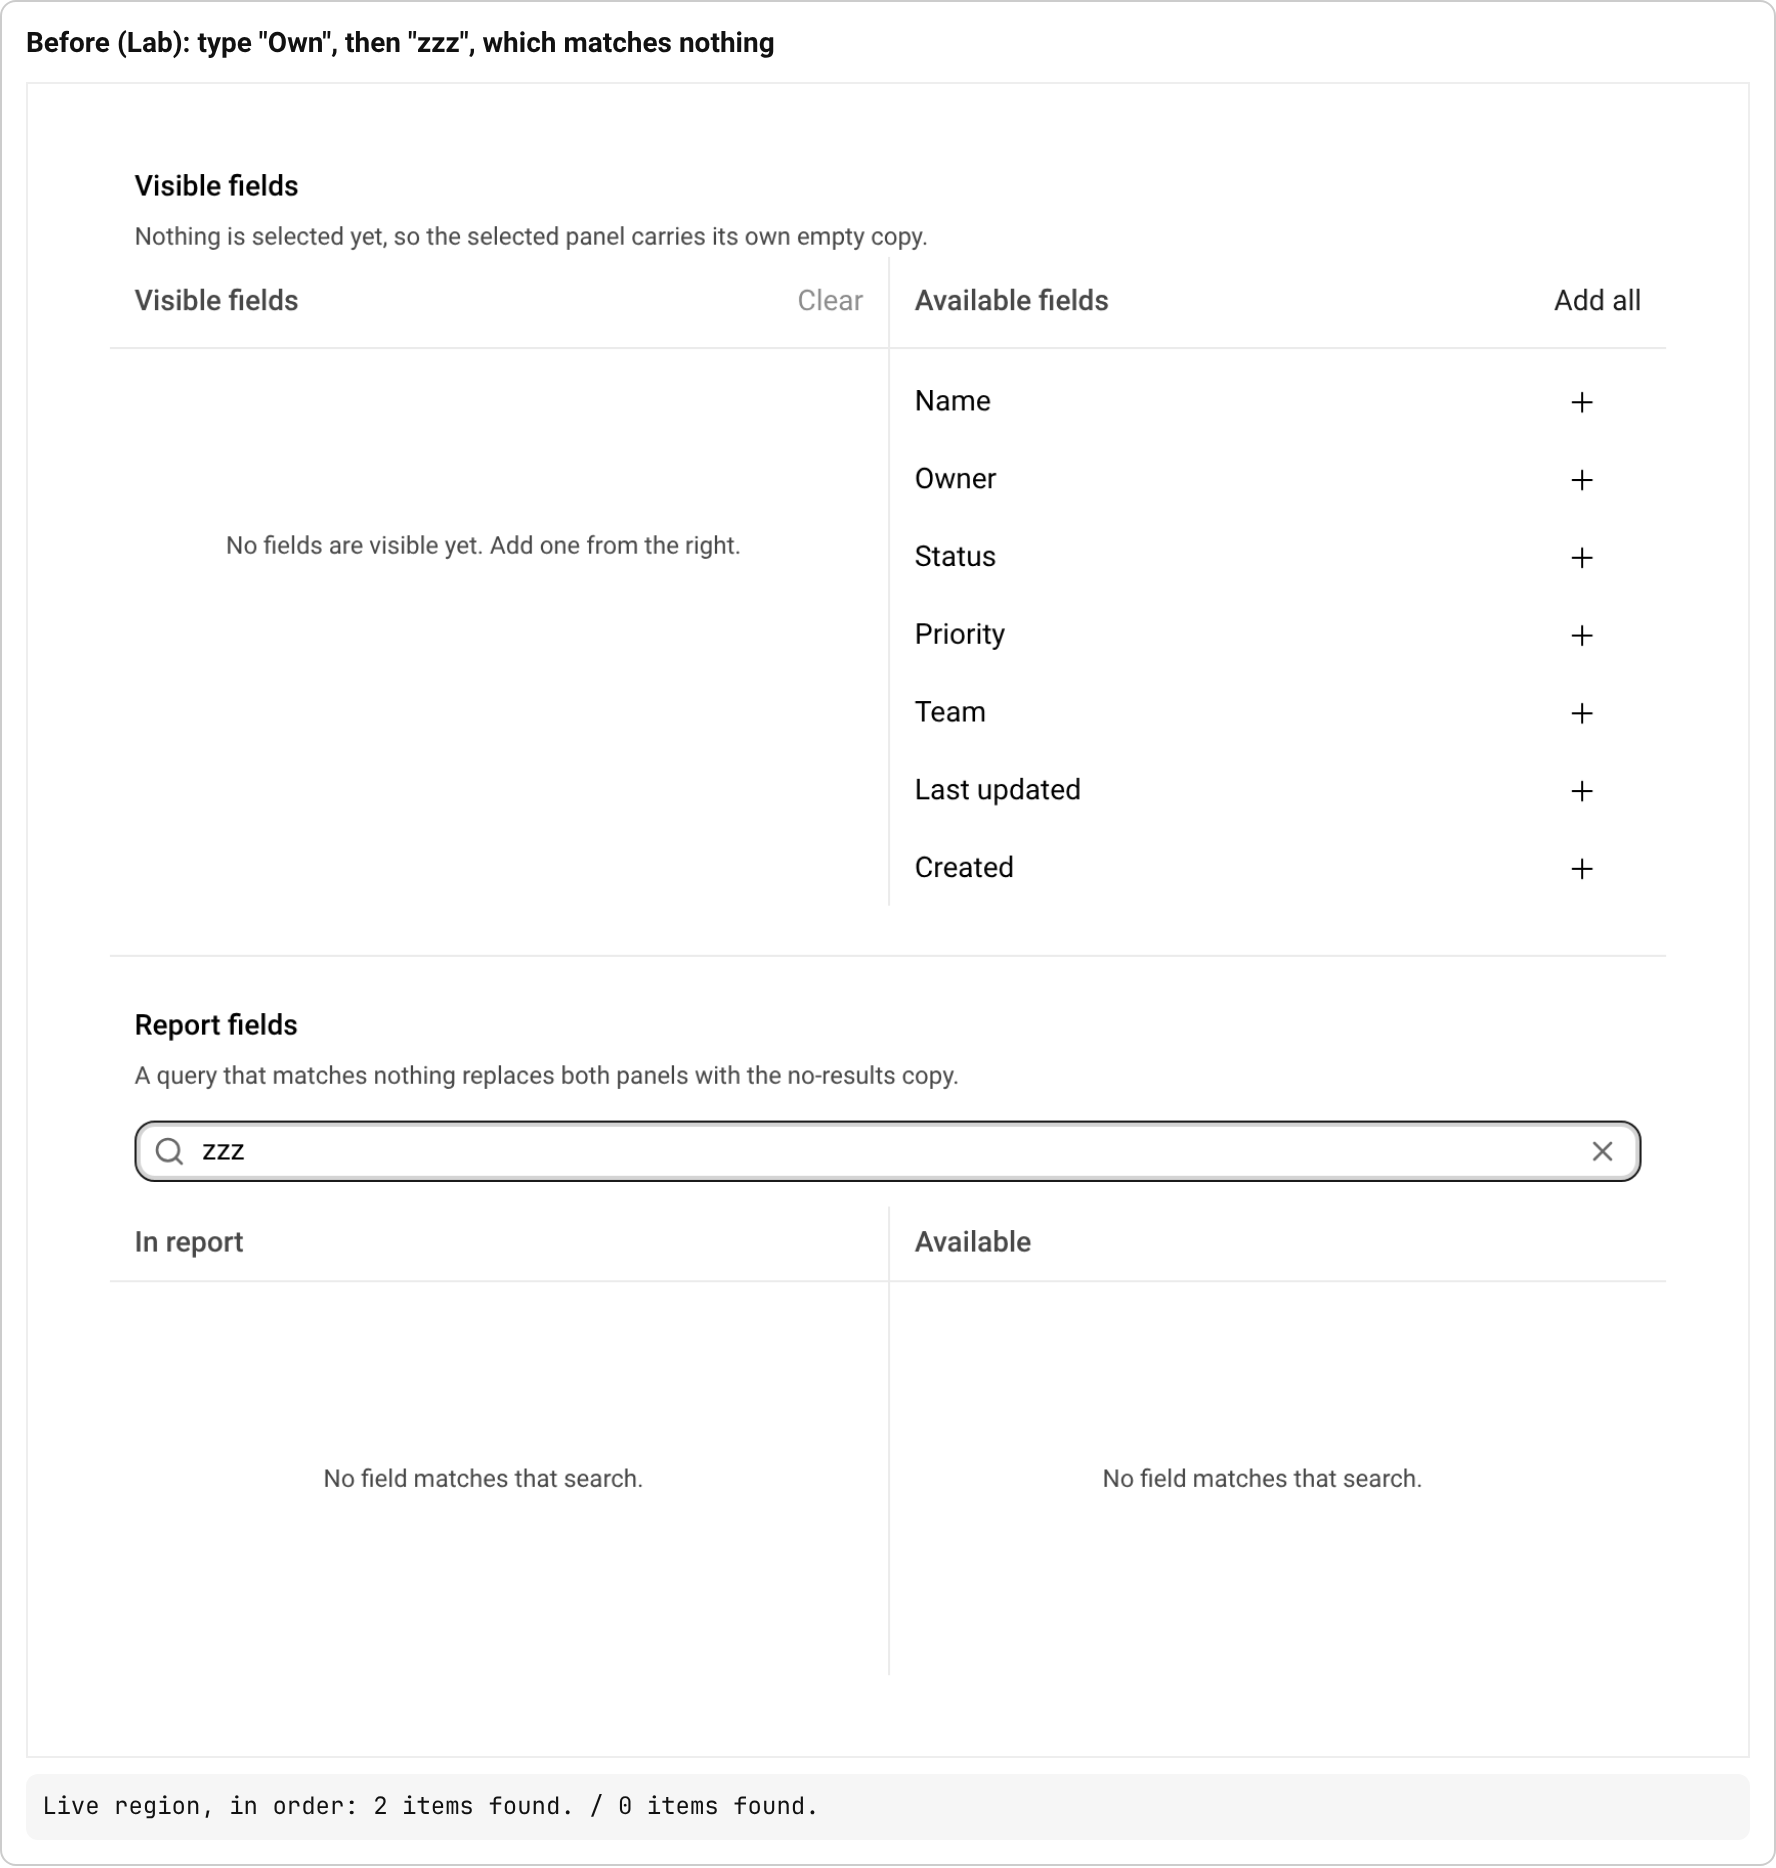 Before (Lab): type "Own", then "zzz", which matches nothing
Visible fields
Nothing is selected yet, so the selected panel carries its own empty copy.
Visible fields
Clear
Available fields
Add all
No fields are visible yet. Add one from the right.
Name
Owner
Status
Priority
Team
Last updated
Created
Report fields
A query that matches nothing replaces both panels with the no-results copy.
zzz
In report
Available
No field matches that search.
No field matches that search.
Live region, in order: 2 items found. / 0 items found.